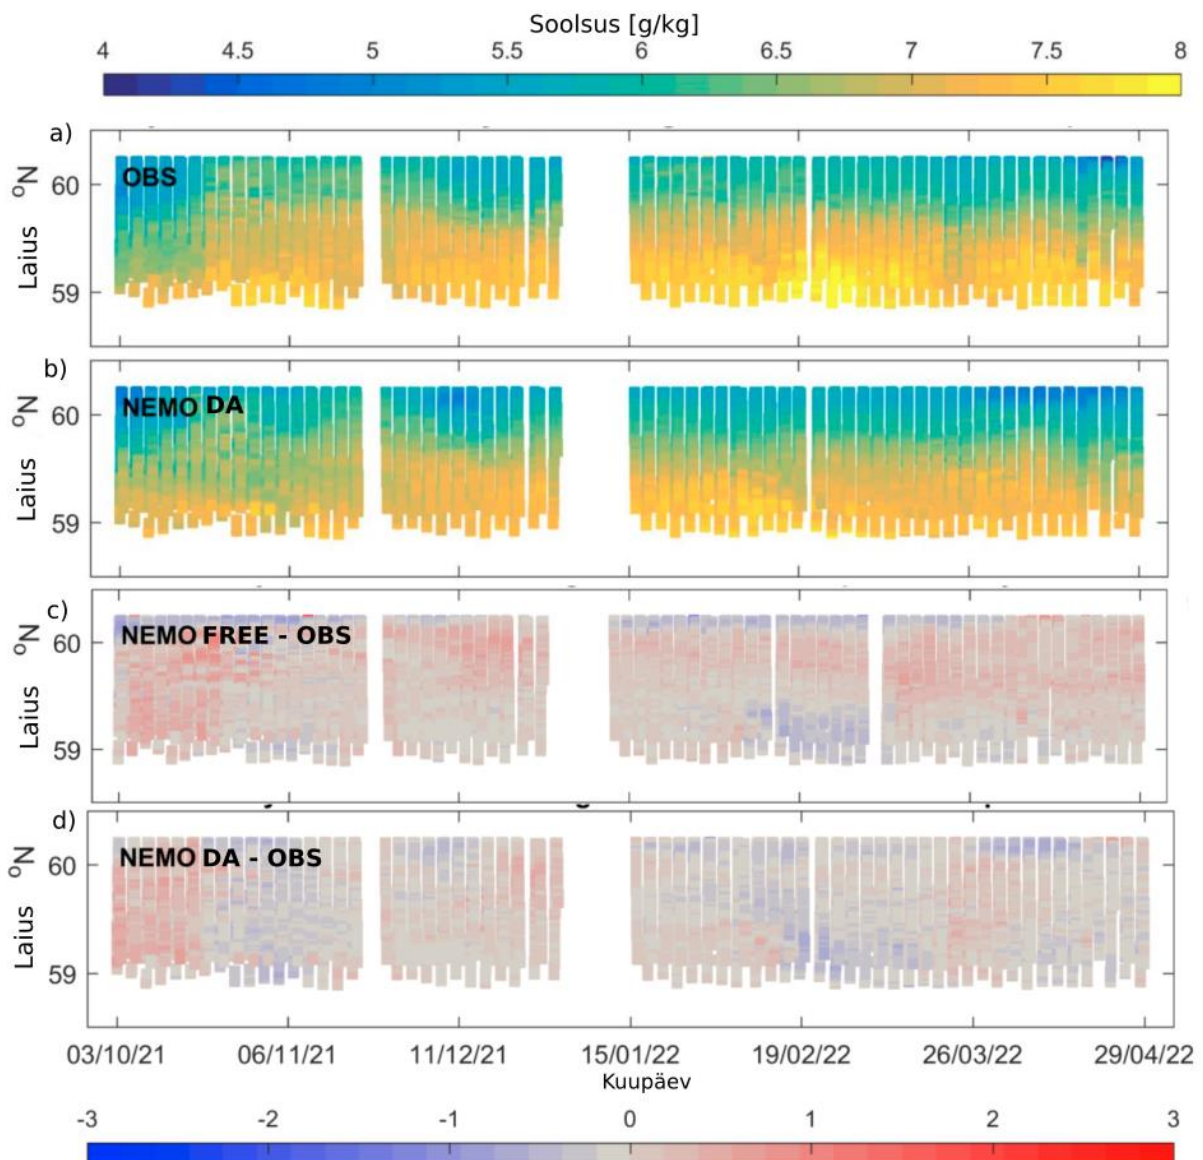 Soolsus [g/kg]
4 4.5 5 5.5 6 6.5 7 7.5 8
a)
OBS
60
59
Laius °N
b)
NEMO DA
60
59
Laius °N
c)
NEMO FREE - OBS
60
59
Laius °N
d)
NEMO DA - OBS
60
59
Laius °N
03/10/21 06/11/21 11/12/21 15/01/22 19/02/22 26/03/22 29/04/22
Kuupäev
-3 -2 -1 0 1 2 3